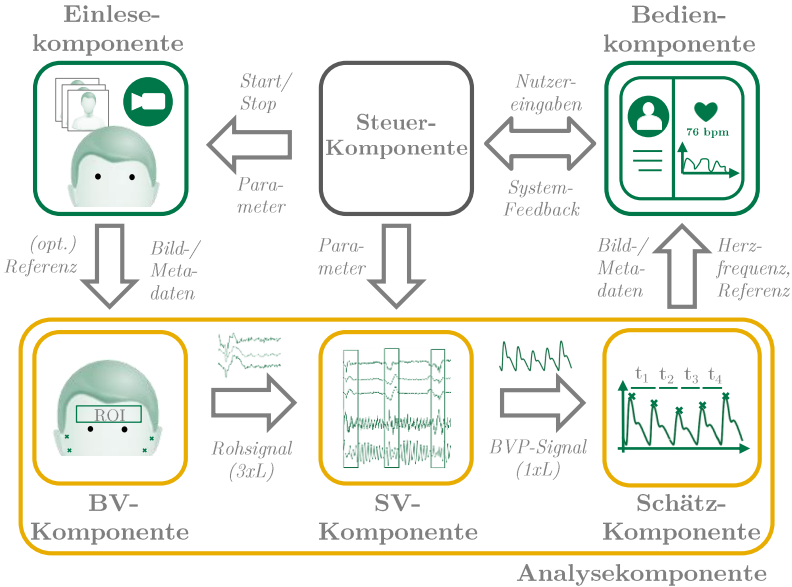 Einlese-
komponente
Bedien-
komponente
Start/
Stop
Para-
meter
Steuer-
Komponente
Nutzer-
eingaben
System-
Feedback
76 bpm
(opt.)
Referenz
Bild-/
Meta-
daten
Para-
meter
Bild-/
Meta-
daten
Herz-
frequenz,
Referenz
ROI
Rohsignal
(3xL)
BVP-Signal
(1xL)
t₁ t₂ t₃ t₄
BV-
Komponente
SV-
Komponente
Schätz-
Komponente
Analysekomponente